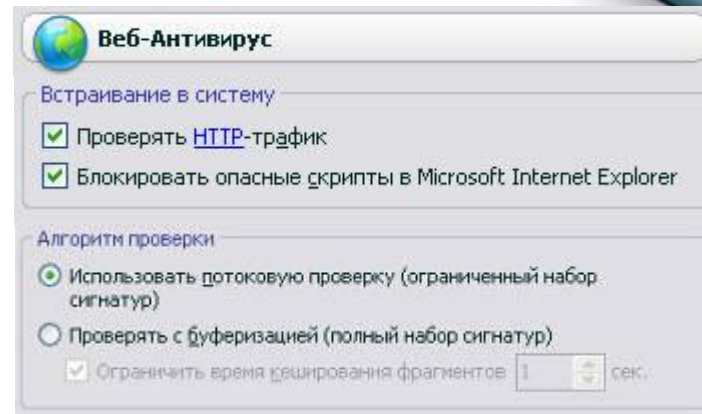 Веб-Антивирус
Встраивание в систему
Проверять HTTP-трафик
Блокировать опасные скрипты в Microsoft Internet Explorer
Алгоритм проверки
Использовать потоковую проверку (ограниченный набор
сигнатур)
Проверять с буферизацией (полный набор сигнатур)
Ограничить время кеширования фрагментов 1 сек.